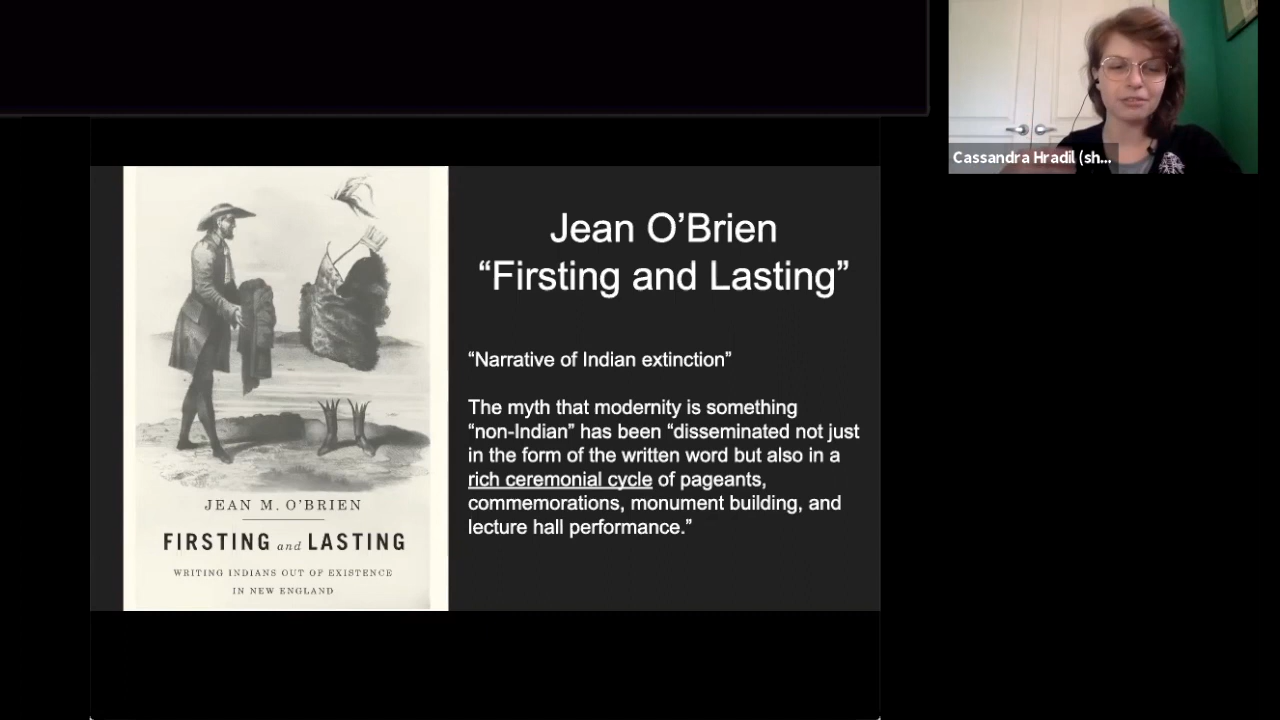 Cassandra Hradil (sh...
Jean O’Brien
“Firsting and Lasting”
“Narrative of Indian extinction”
The myth that modernity is something
“non-Indian” has been “disseminated not just
in the form of the written word but also in a
rich ceremonial cycle of pageants,
commemorations, monument building, and
lecture hall performance.”
JEAN M. O’BRIEN
FIRSTING and LASTING
WRITING INDIANS OUT OF EXISTENCE
IN NEW ENGLAND